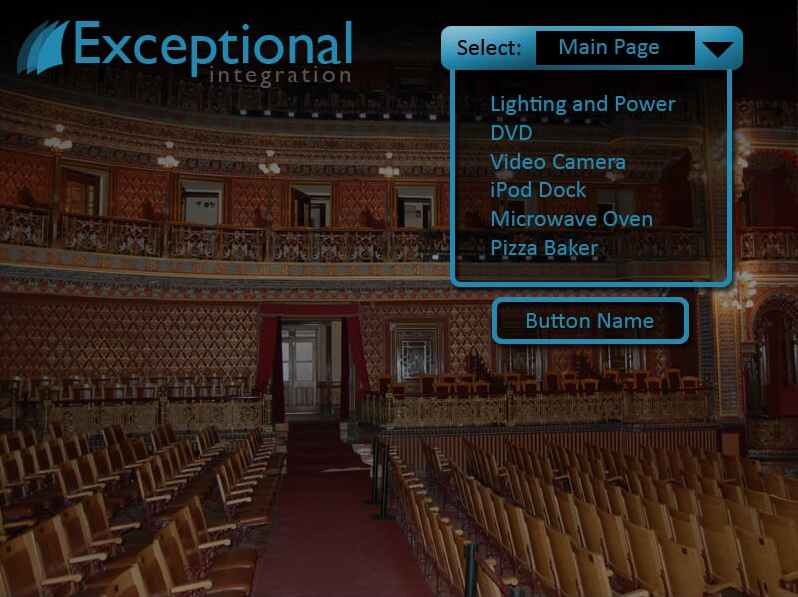 Exceptional
integration
Select: Main Page
Lighting and Power
DVD
Video Camera
iPod Dock
Microwave Oven
Pizza Baker
Button Name